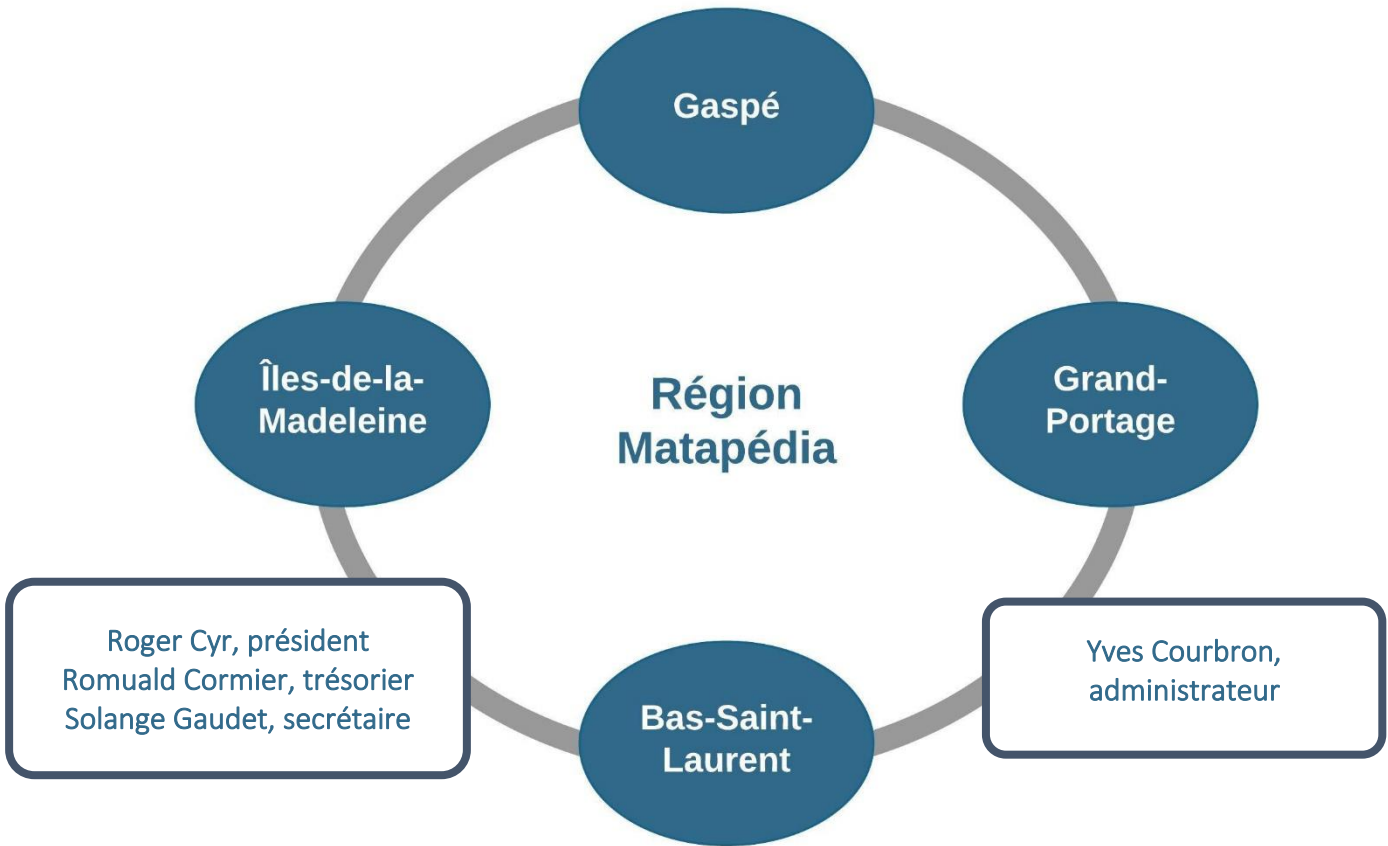 Gaspé
Îles-de-la-
Madeleine
Région
Matapédia
Grand-
Portage
Roger Cyr, président
Romuald Cormier, trésorier
Solange Gaudet, secrétaire
Bas-Saint-
Laurent
Yves Courbron,
administrateur